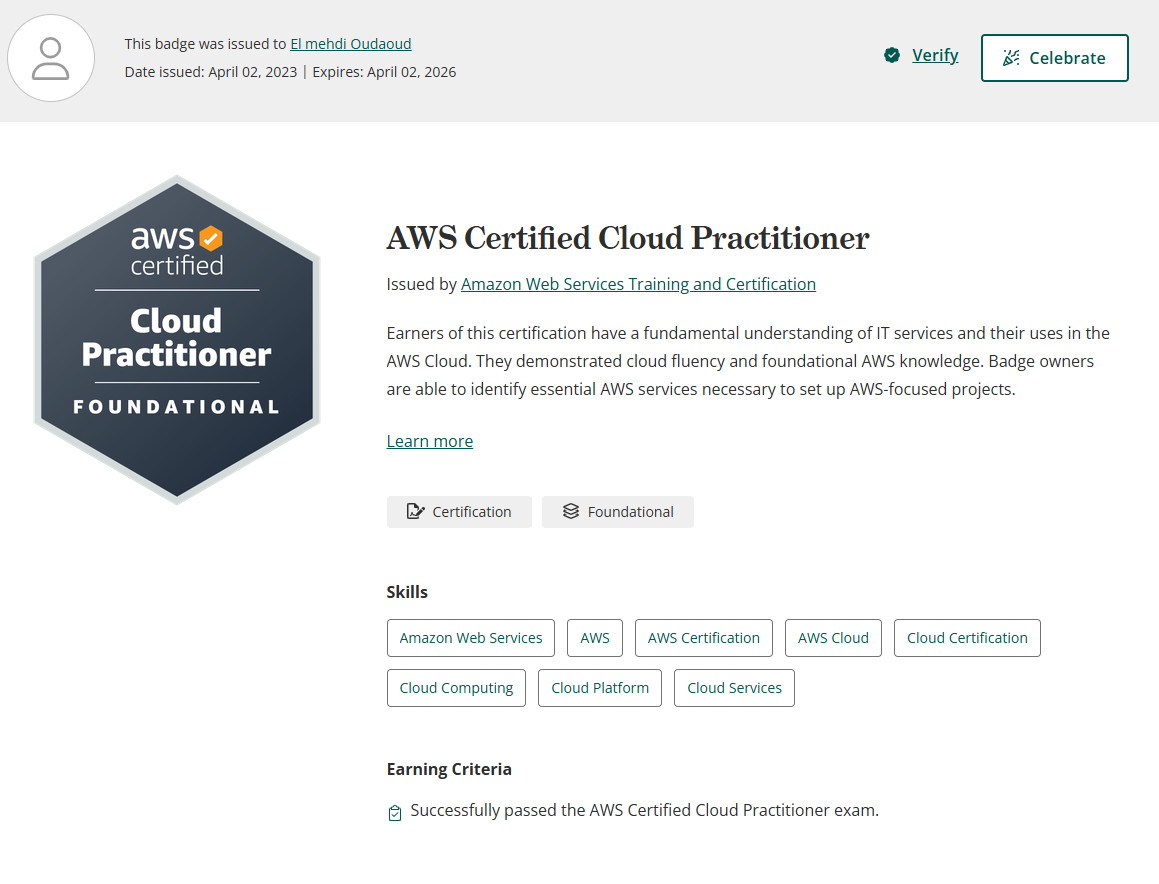 This badge was issued to El mehdi Oudaoud
Date issued: April 02, 2023 | Expires: April 02, 2026
Verify
Celebrate
aws
certified
Cloud
Practitioner
FOUNDATIONAL
AWS Certified Cloud Practitioner
Issued by Amazon Web Services Training and Certification
Earners of this certification have a fundamental understanding of IT services and their uses in the
AWS Cloud. They demonstrated cloud fluency and foundational AWS knowledge. Badge owners
are able to identify essential AWS services necessary to set up AWS-focused projects.
Learn more
Certification
Foundational
Skills
Amazon Web Services
AWS
AWS Certification
AWS Cloud
Cloud Certification
Cloud Computing
Cloud Platform
Cloud Services
Earning Criteria
Successfully passed the AWS Certified Cloud Practitioner exam.